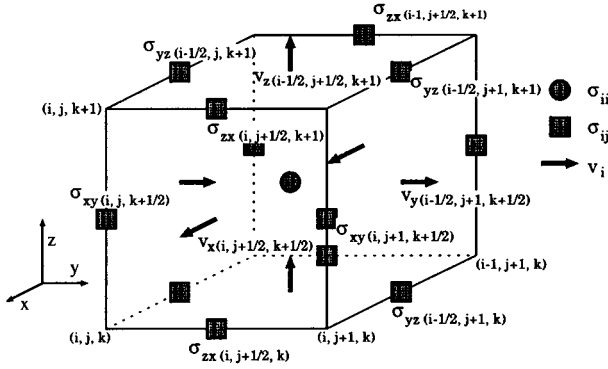 σzx (i-1, j+1/2, k+1)
σyz (i-1/2, j, k+1)
vz (i-1/2, j+1/2, k+1)
σyz (i-1/2, j+1, k+1)
σii
(i, j, k+1)
σzx (i, j+1/2, k+1)
σij
vi
σxy (i, j, k+1/2)
vy (i-1/2, j+1, k+1/2)
vx (i, j+1/2, k+1/2)
σxy (i, j+1, k+1/2)
z
y
x
(i-1, j+1, k)
(i, j, k)
σzx (i, j+1/2, k)
(i, j+1, k)
σyz (i-1/2, j+1, k)